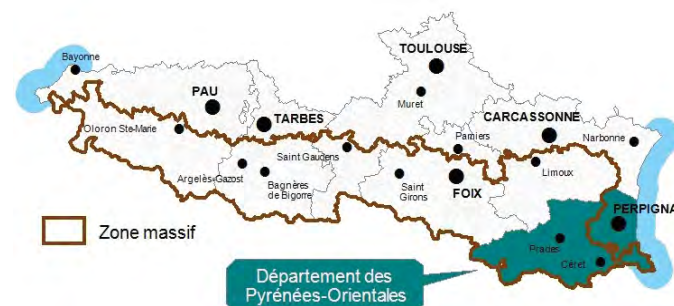 Bayonne
TOULOUSE
PAU
Muret
TARBES
CARCASSONNE
Oloron Ste-Marie
Pamiers
Narbonne
Saint Gaudens
Argelès-Gazost
Bagnères
de Bigorre
Saint
Girons
FOIX
Limoux
PERPIGNA
Zone massif
Prades
Céret
Département des
Pyrénées-Orientales